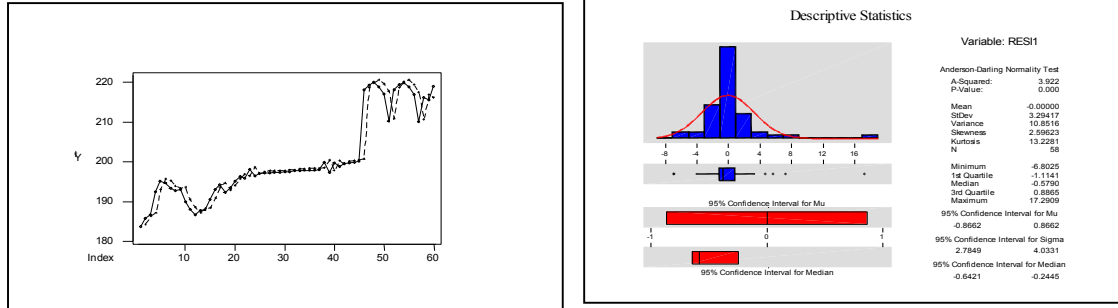 220
210
Y
200
190
180
Index 10 20 30 40 50 60
Descriptive Statistics
Variable: RESI1
Anderson-Darling Normality Test
A-Squared: 3.922
P-Value: 0.000
Mean -0.00000
StDev 3.29417
Variance 10.8516
Skewness 2.59623
Kurtosis 13.2281
N 58
Minimum -6.8025
1st Quartile -1.1141
Median -0.5790
3rd Quartile 0.8865
Maximum 17.2909
95% Confidence Interval for Mu
-0.8662 0.8662
95% Confidence Interval for Sigma
2.7849 4.0331
95% Confidence Interval for Median
-0.6421 -0.2445
-8 -4 0 4 8 12 16
95% Confidence Interval for Mu
-1 0 1
95% Confidence Interval for Median